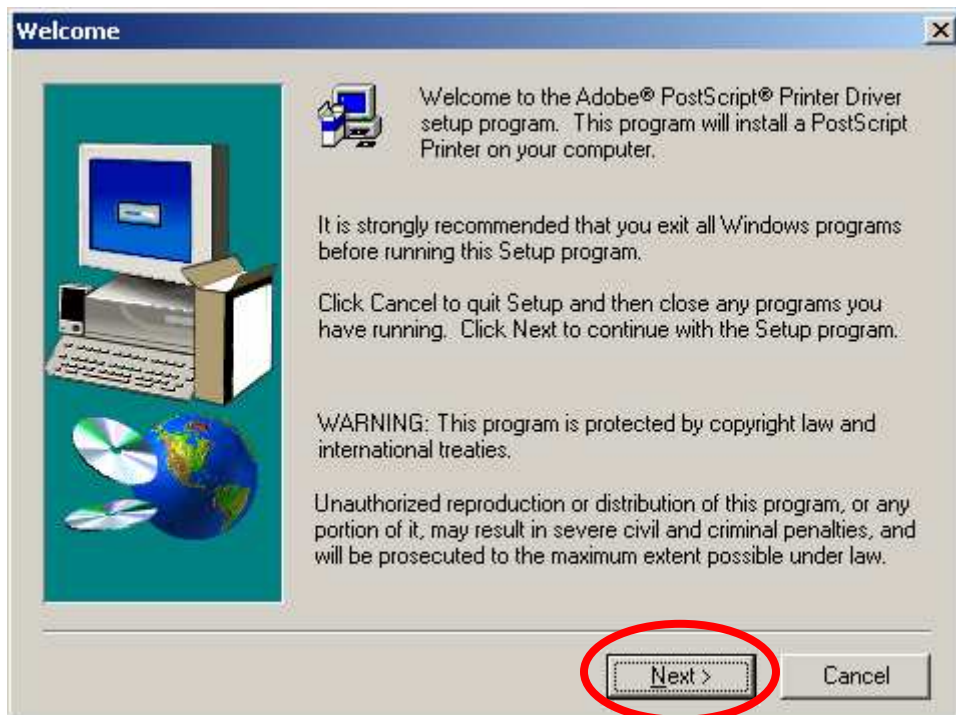 Welcome
Welcome to the Adobe® PostScript® Printer Driver
setup program.  This program will install a PostScript
Printer on your computer.
It is strongly recommended that you exit all Windows programs
before running this Setup program.
Click Cancel to quit Setup and then close any programs you
have running.  Click Next to continue with the Setup program.
WARNING: This program is protected by copyright law and
international treaties.
Unauthorized reproduction or distribution of this program, or any
portion of it, may result in severe civil and criminal penalties, and
will be prosecuted to the maximum extent possible under law.
Next >
Cancel